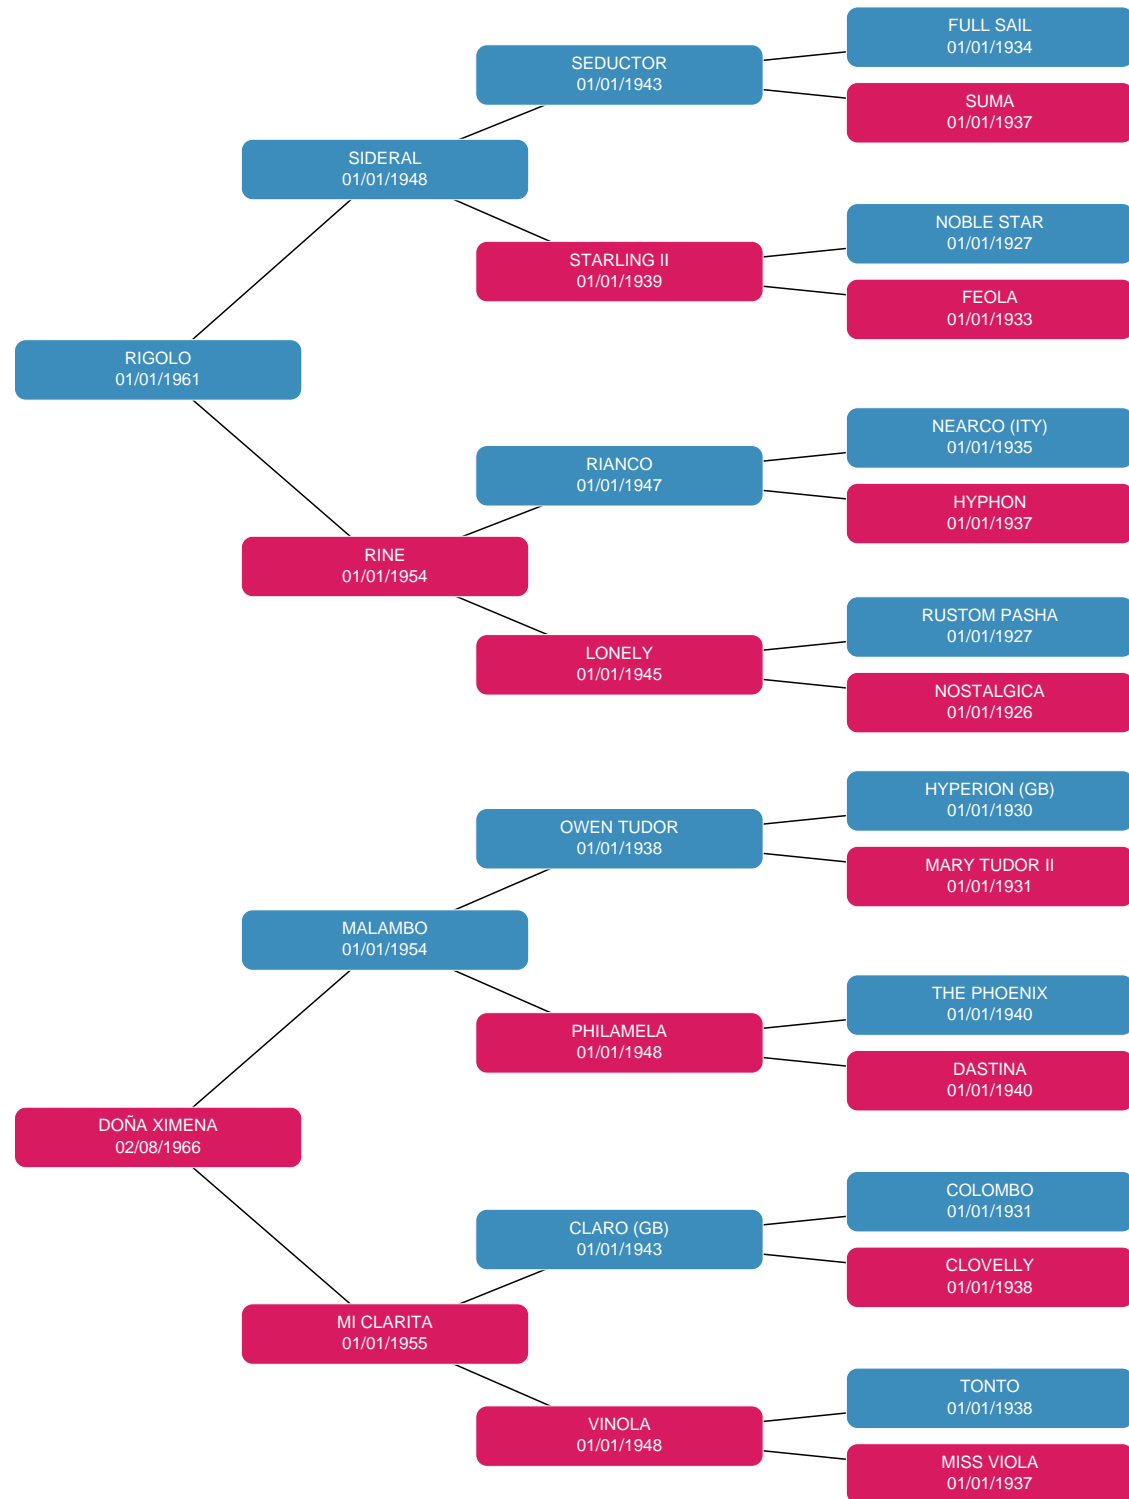 FULL SAIL
01/01/1934
SEDUCTOR
01/01/1943
SUMA
01/01/1937
SIDERAL
01/01/1948
NOBLE STAR
01/01/1927
STARLING II
01/01/1939
FEOLA
01/01/1933
RIGOLO
01/01/1961
NEARCO (ITY)
01/01/1935
RIANCO
01/01/1947
HYPHON
01/01/1937
RINE
01/01/1954
RUSTOM PASHA
01/01/1927
LONELY
01/01/1945
NOSTALGICA
01/01/1926
HYPERION (GB)
01/01/1930
OWEN TUDOR
01/01/1938
MARY TUDOR II
01/01/1931
MALAMBO
01/01/1954
THE PHOENIX
01/01/1940
PHILAMELA
01/01/1948
DASTINA
01/01/1940
DOÑA XIMENA
02/08/1966
COLOMBO
01/01/1931
CLARO (GB)
01/01/1943
CLOVELLY
01/01/1938
MI CLARITA
01/01/1955
TONTO
01/01/1938
VINOLA
01/01/1948
MISS VIOLA
01/01/1937